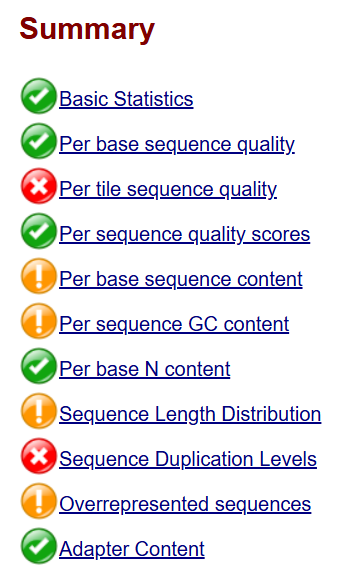 Summary
Basic Statistics
Per base sequence quality
Per tile sequence quality
Per sequence quality scores
Per base sequence content
Per sequence GC content
Per base N content
Sequence Length Distribution
Sequence Duplication Levels
Overrepresented sequences
Adapter Content